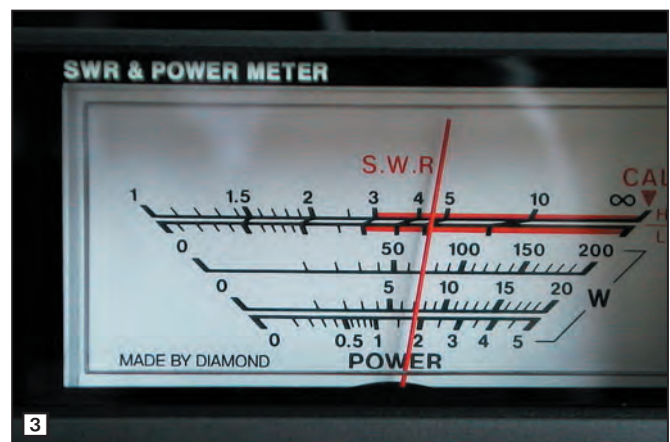 SWR & POWER METER
S.W.R
CAL
1 1.5 2 3 4 5 10 ∞
0 50 100 150 200
0 5 10 15 20
W
0 0.5 1 2 3 4 5
MADE BY DIAMOND
POWER
3